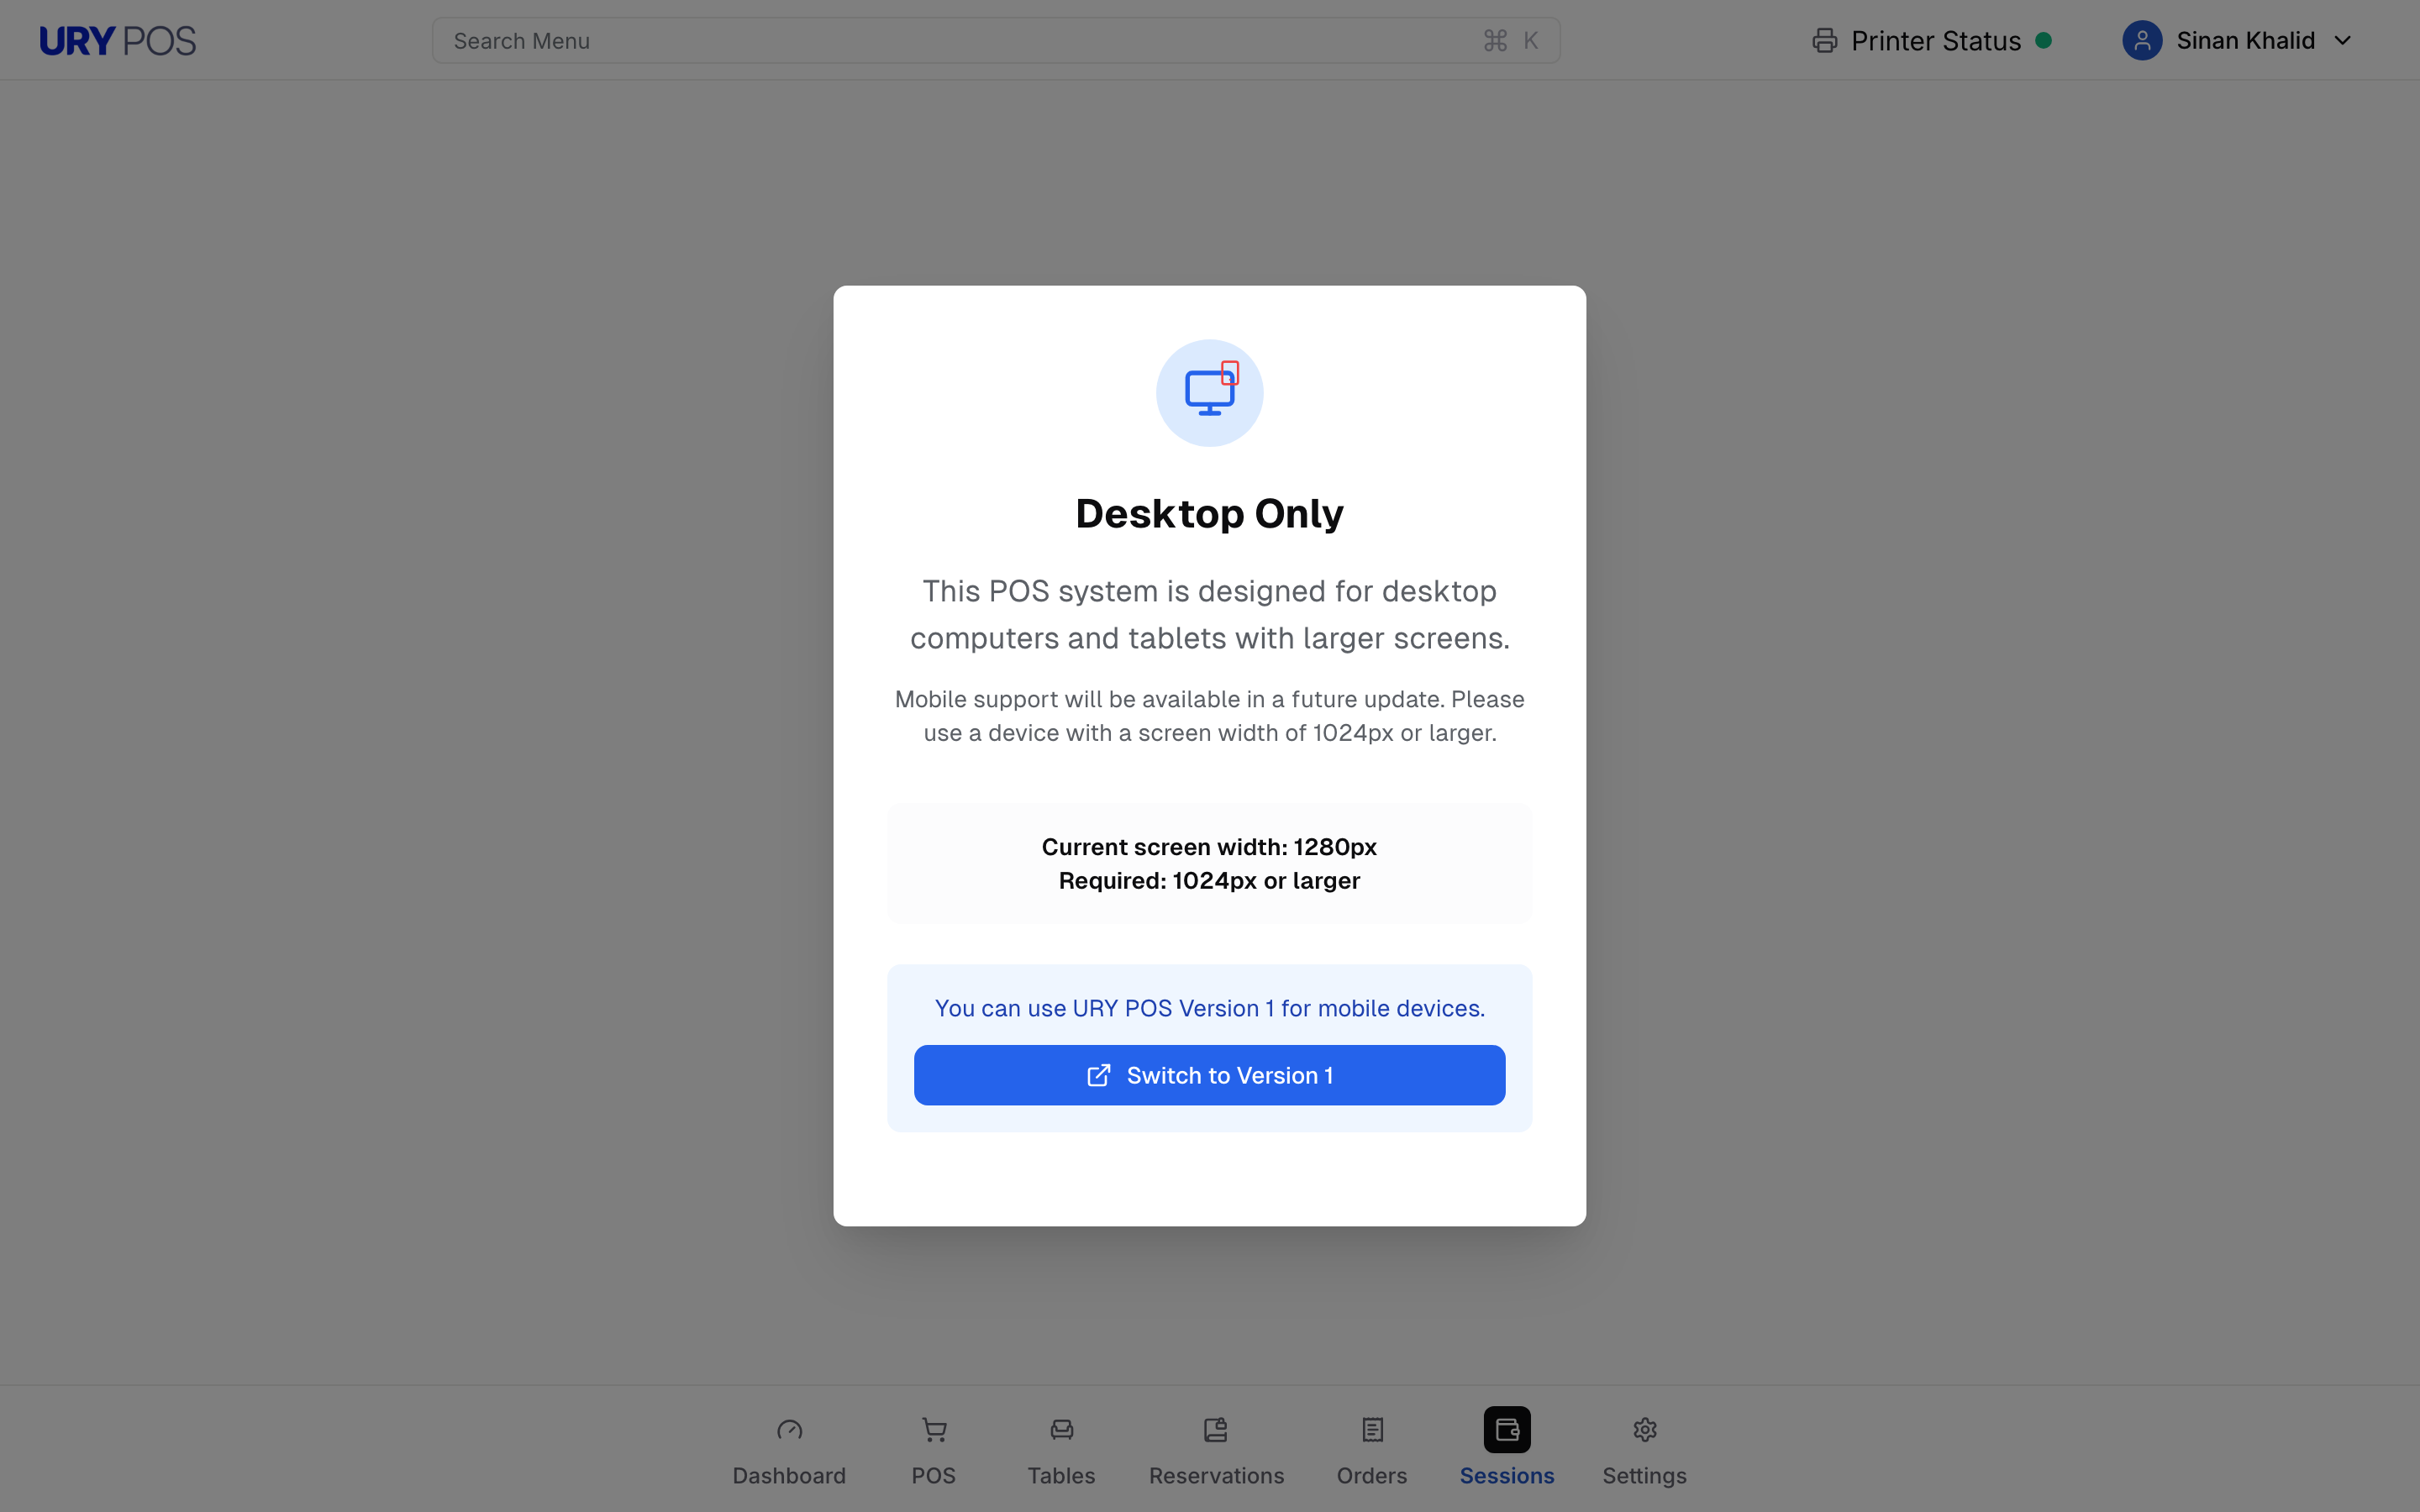 URY POS
Search Menu
⌘ K
Printer Status
Sinan Khalid
Desktop Only
This POS system is designed for desktop
computers and tablets with larger screens.
Mobile support will be available in a future update. Please
use a device with a screen width of 1024px or larger.
Current screen width: 1280px
Required: 1024px or larger
You can use URY POS Version 1 for mobile devices.
Switch to Version 1
Dashboard
POS
Tables
Reservations
Orders
Sessions
Settings